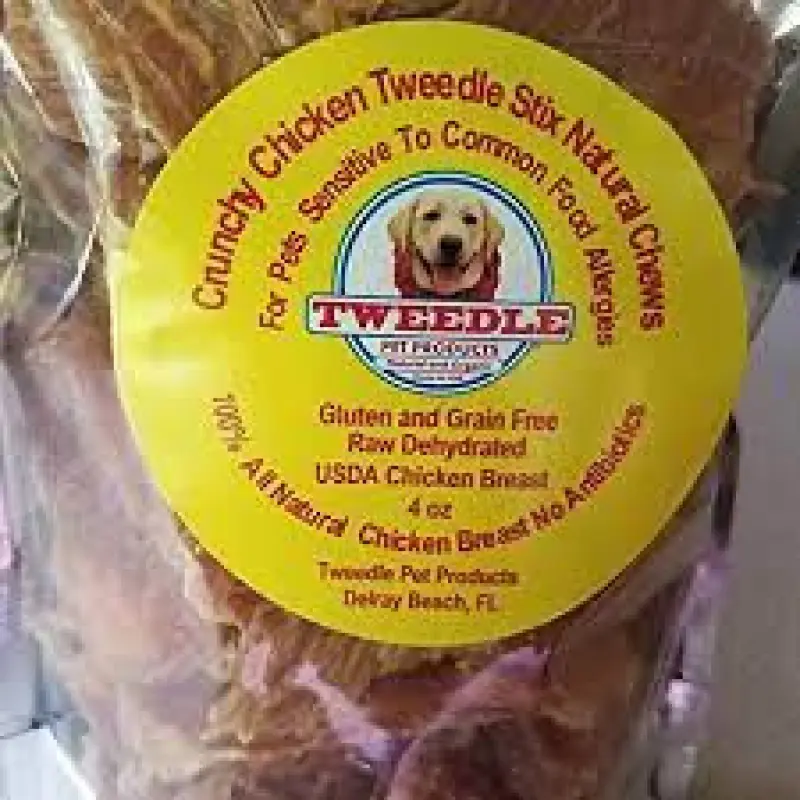 Crunchy Chicken Tweedle Stix Natural Chews
For Pets Sensitive To Common Food Allergies
TWEEDLE
PET PRODUCTS
Gluten and Grain Free
Raw Dehydrated
USDA Chicken Breast
4 oz
100% All Natural Chicken Breast No Antibiotics
Tweedle Pet Products
Delray Beach, FL